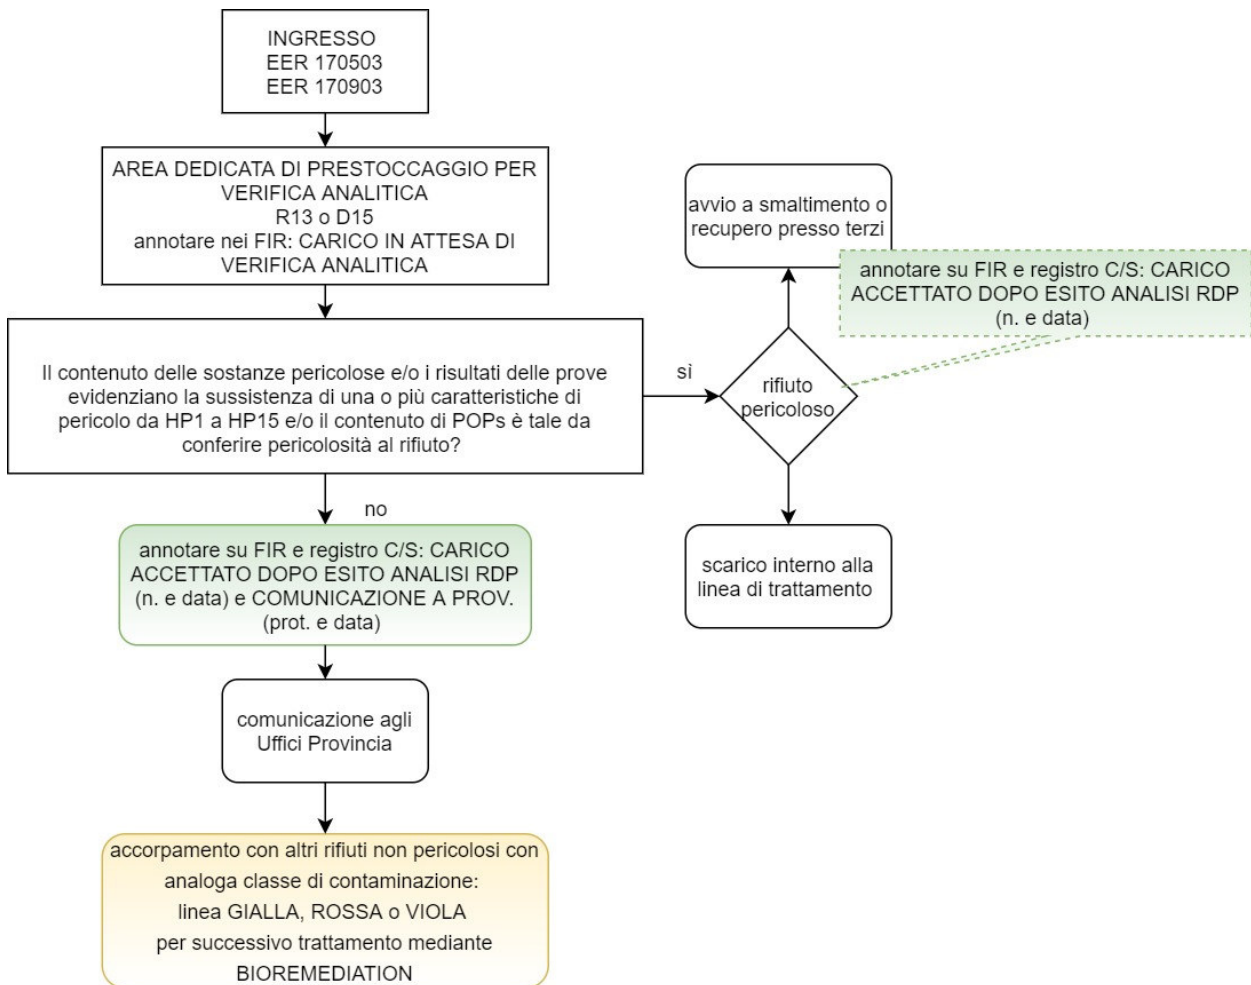 INGRESSO
EER 170503
EER 170903
AREA DEDICATA DI PRESTOCCAGGIO PER
VERIFICA ANALITICA
R13 o D15
annotare nei FIR: CARICO IN ATTESA DI
VERIFICA ANALITICA
Il contenuto delle sostanze pericolose e/o i risultati delle prove
evidenziano la sussistenza di una o più caratteristiche di
pericolo da HP1 a HP15 e/o il contenuto di POPs è tale da
conferire pericolosità al rifiuto?
sì
rifiuto
pericoloso
avvio a smaltimento o
recupero presso terzi
annotare su FIR e registro C/S: CARICO
ACCETTATO DOPO ESITO ANALISI RDP
(n. e data)
scarico interno alla
linea di trattamento
no
annotare su FIR e registro C/S: CARICO
ACCETTATO DOPO ESITO ANALISI RDP
(n. e data) e COMUNICAZIONE A PROV.
(prot. e data)
comunicazione agli
Uffici Provincia
accorpamento con altri rifiuti non pericolosi con
analoga classe di contaminazione:
linea GIALLA, ROSSA o VIOLA
per successivo trattamento mediante
BIOREMEDIATION